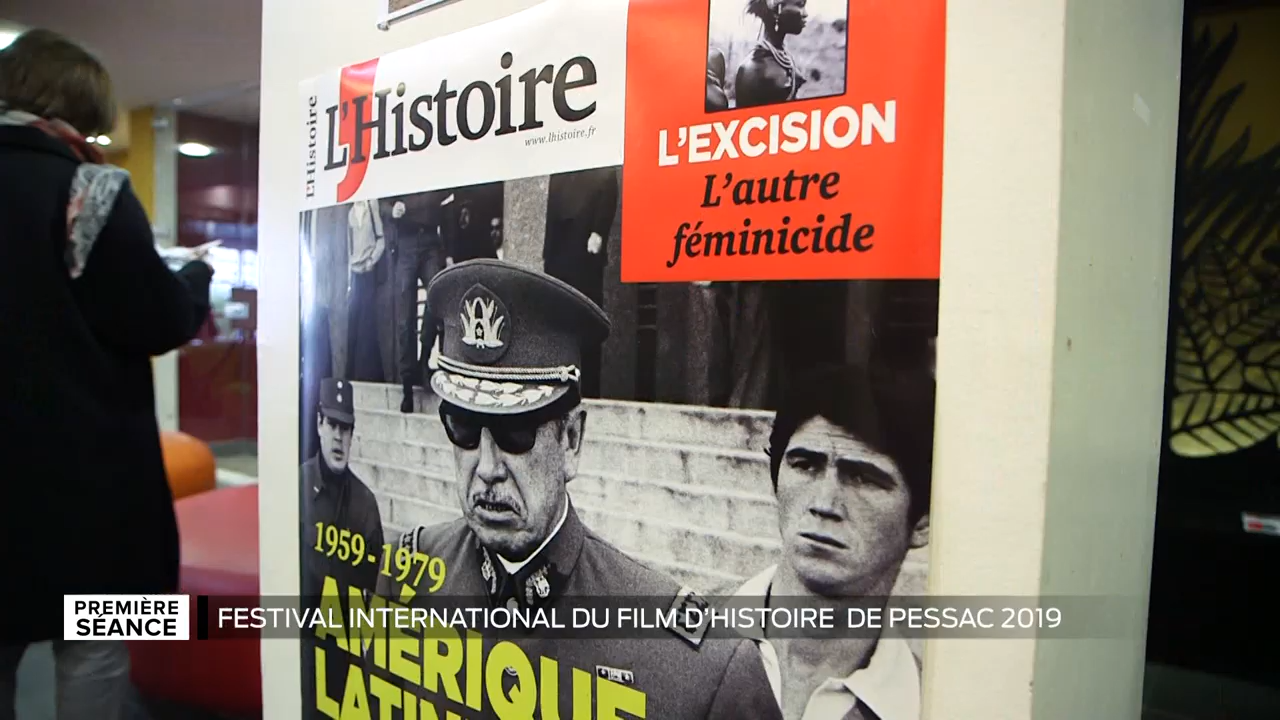 L'Histoire
L'Histoire
www.lhistoire.fr
L'EXCISION
L'autre
féminicide
1959-1979
AMÉRIQUE
PREMIÈRE
SÉANCE
FESTIVAL INTERNATIONAL DU FILM D'HISTOIRE DE PESSAC 2019